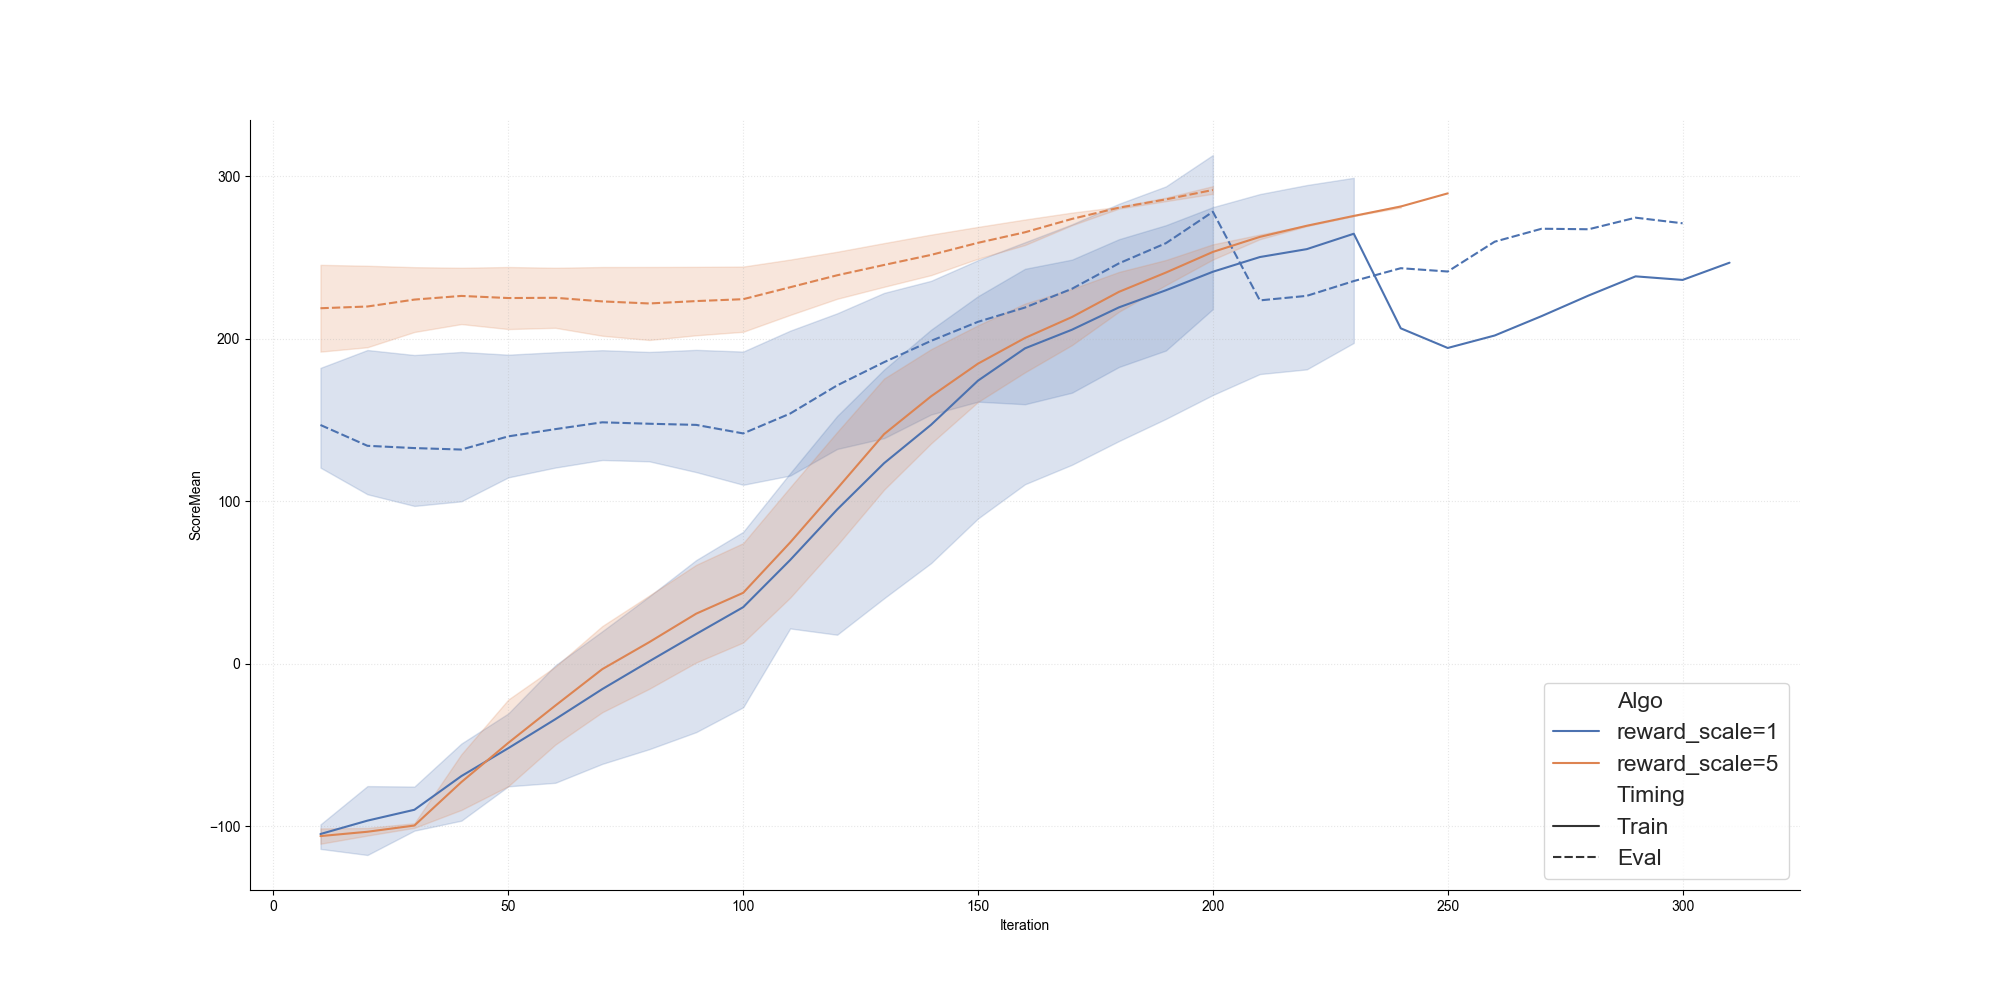 300
200
100
0
−100
ScoreMean
0 50 100 150 200 250 300
Iteration
Algo
reward_scale=1
reward_scale=5
Timing
Train
Eval